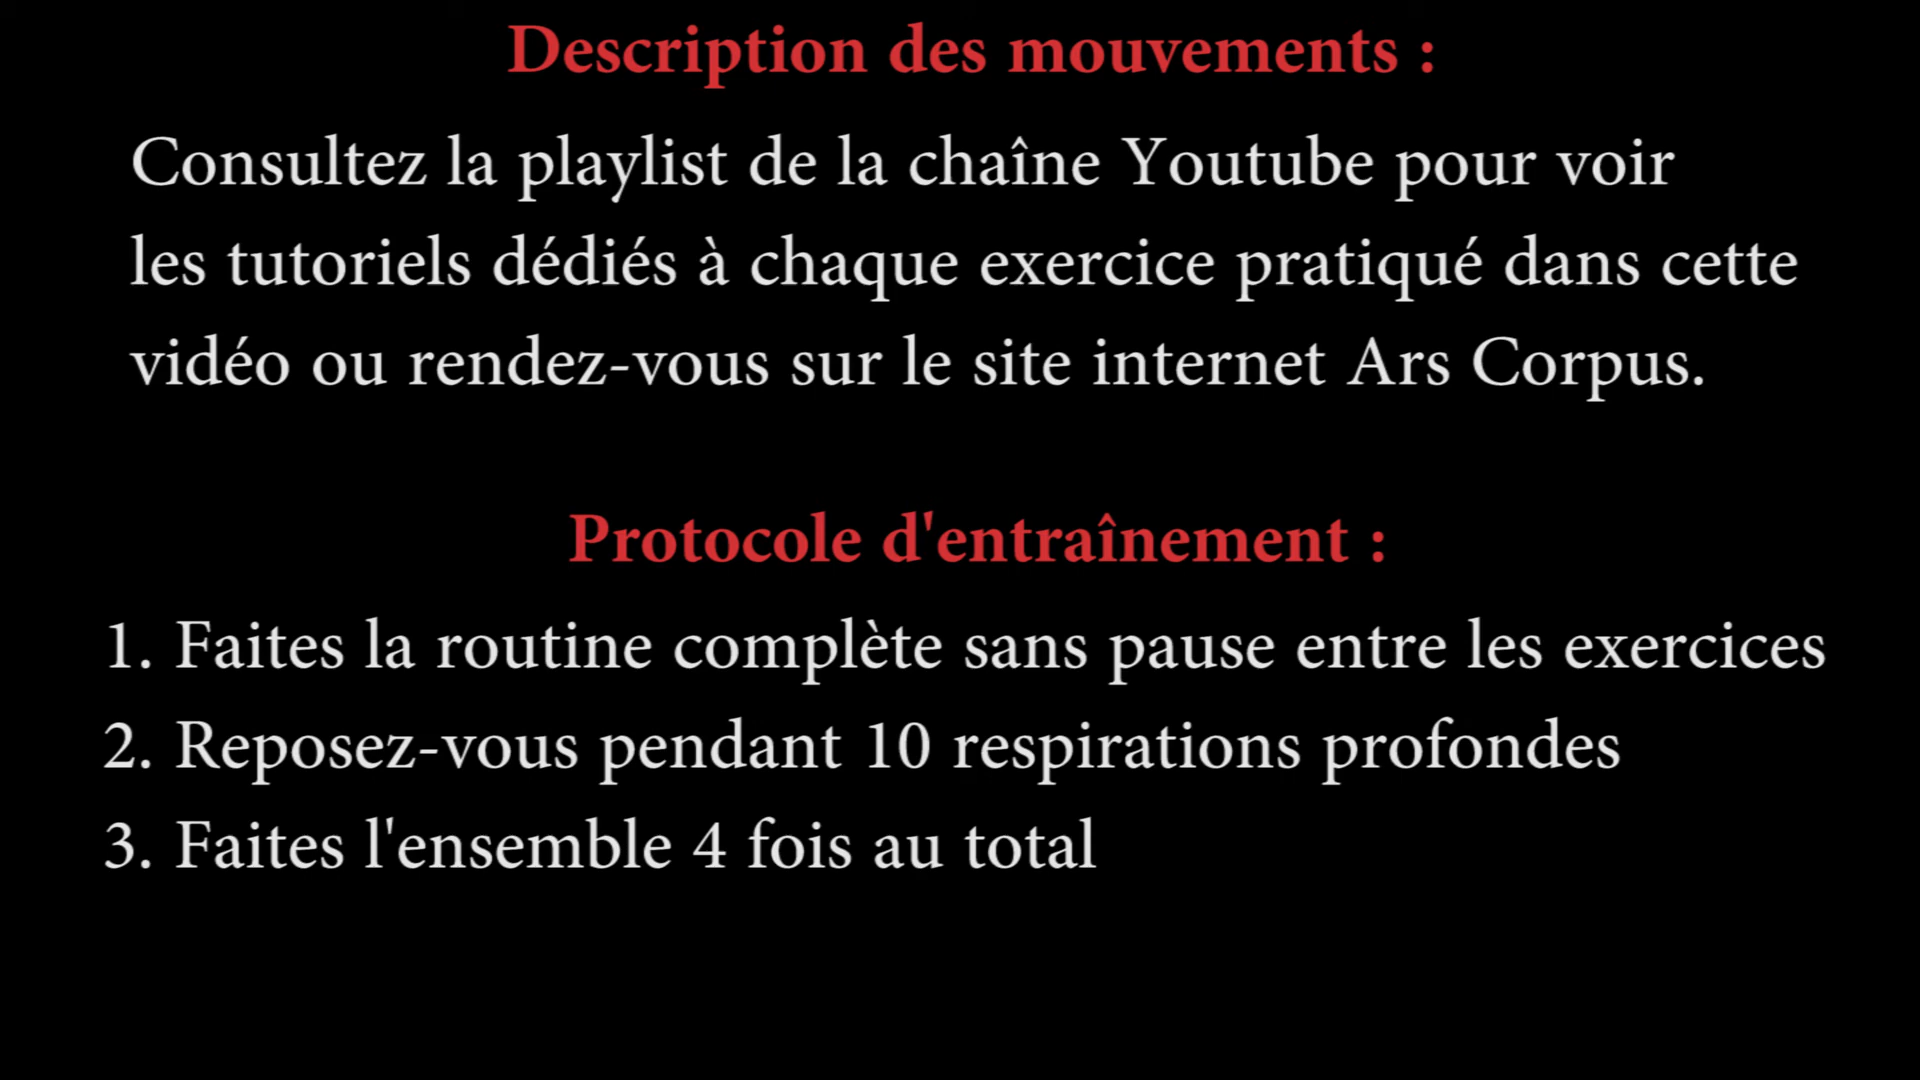 Description des mouvements :
Consultez la playlist de la chaîne Youtube pour voir
les tutoriels dédiés à chaque exercice pratiqué dans cette
vidéo ou rendez-vous sur le site internet Ars Corpus.
Protocole d'entraînement :
1. Faites la routine complète sans pause entre les exercices
2. Reposez-vous pendant 10 respirations profondes
3. Faites l'ensemble 4 fois au total